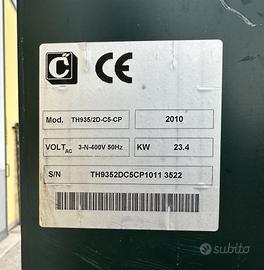 Č CE
Mod. TH935/2D-C5-CP 2010
VOLT AC 3-N-400V 50Hz KW 23.4
S/N TH9352DC5CP1011 3522
subito